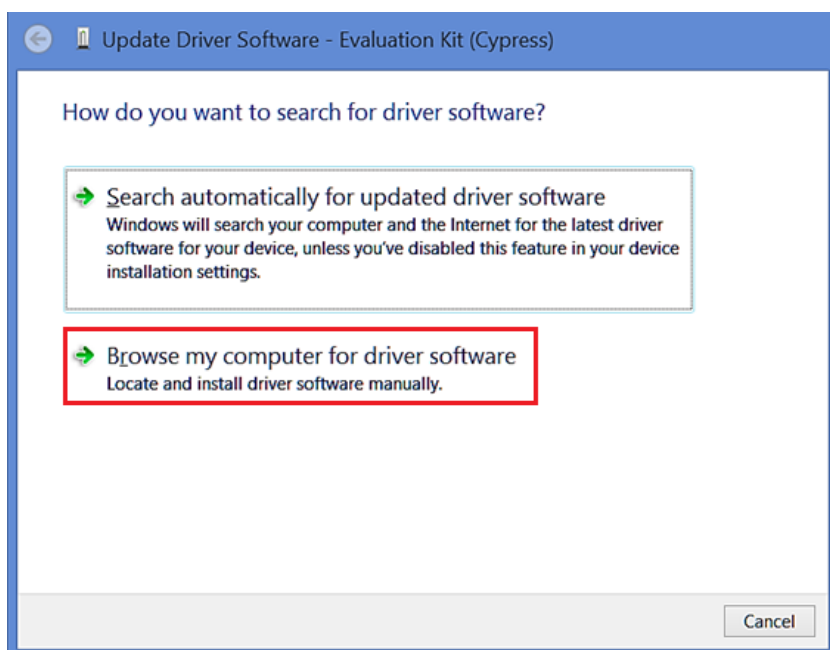 Update Driver Software - Evaluation Kit (Cypress)
How do you want to search for driver software?
Search automatically for updated driver software
Windows will search your computer and the Internet for the latest driver
software for your device, unless you've disabled this feature in your device
installation settings.
Browse my computer for driver software
Locate and install driver software manually.
Cancel